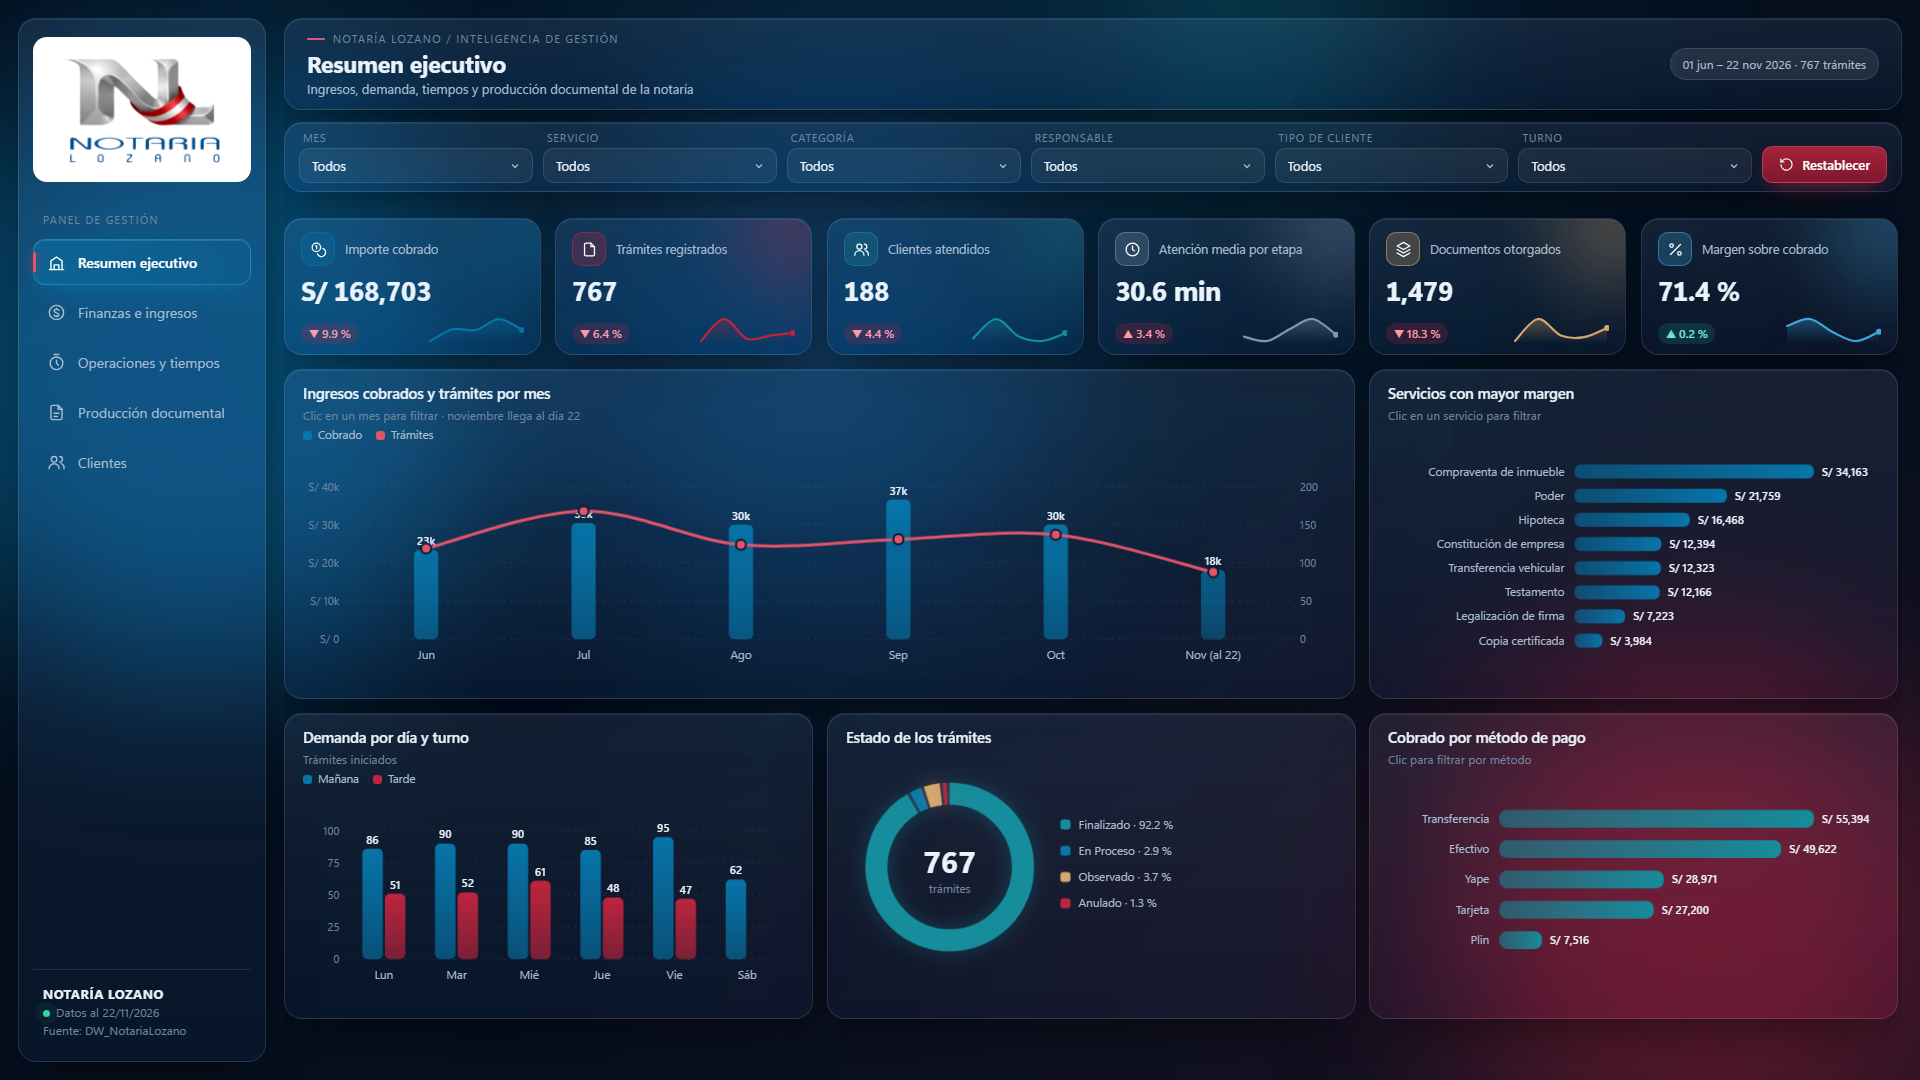 NOTARIA
LOZANO
PANEL DE GESTIÓN
Resumen ejecutivo
Finanzas e ingresos
Operaciones y tiempos
Producción documental
Clientes
NOTARÍA LOZANO
Datos al 22/11/2026
Fuente: DW_NotariaLozano
NOTARÍA LOZANO / INTELIGENCIA DE GESTIÓN
Resumen ejecutivo
Ingresos, demanda, tiempos y producción documental de la notaría
01 jun – 22 nov 2026 · 767 trámites
MES SERVICIO CATEGORÍA RESPONSABLE TIPO DE CLIENTE TURNO
Todos Todos Todos Todos Todos Todos Restablecer
Importe cobrado
S/ 168,703
▼ 9.9 %
Trámites registrados
767
▼ 6.4 %
Clientes atendidos
188
▼ 4.4 %
Atención media por etapa
30.6 min
▲ 3.4 %
Documentos otorgados
1,479
▼ 18.3 %
Margen sobre cobrado
71.4 %
▲ 0.2 %
Ingresos cobrados y trámites por mes
Clic en un mes para filtrar · noviembre llega al día 22
Cobrado Trámites
S/ 40k
S/ 30k
S/ 20k
S/ 10k
S/ 0
23k
30k
37k
30k
18k
200
150
100
50
0
Jun Jul Ago Sep Oct Nov (al 22)
Servicios con mayor margen
Clic en un servicio para filtrar
Compraventa de inmueble S/ 34,163
Poder S/ 21,759
Hipoteca S/ 16,468
Constitución de empresa S/ 12,394
Transferencia vehicular S/ 12,323
Testamento S/ 12,166
Legalización de firma S/ 7,223
Copia certificada S/ 3,984
Demanda por día y turno
Trámites iniciados
Mañana Tarde
100
75
50
25
0
86 51 90 52 90 61 85 48 95 47 62
Lun Mar Mié Jue Vie Sáb
Estado de los trámites
767
trámites
Finalizado · 92.2 %
En Proceso · 2.9 %
Observado · 3.7 %
Anulado · 1.3 %
Cobrado por método de pago
Clic para filtrar por método
Transferencia S/ 55,394
Efectivo S/ 49,622
Yape S/ 28,971
Tarjeta S/ 27,200
Plin S/ 7,516